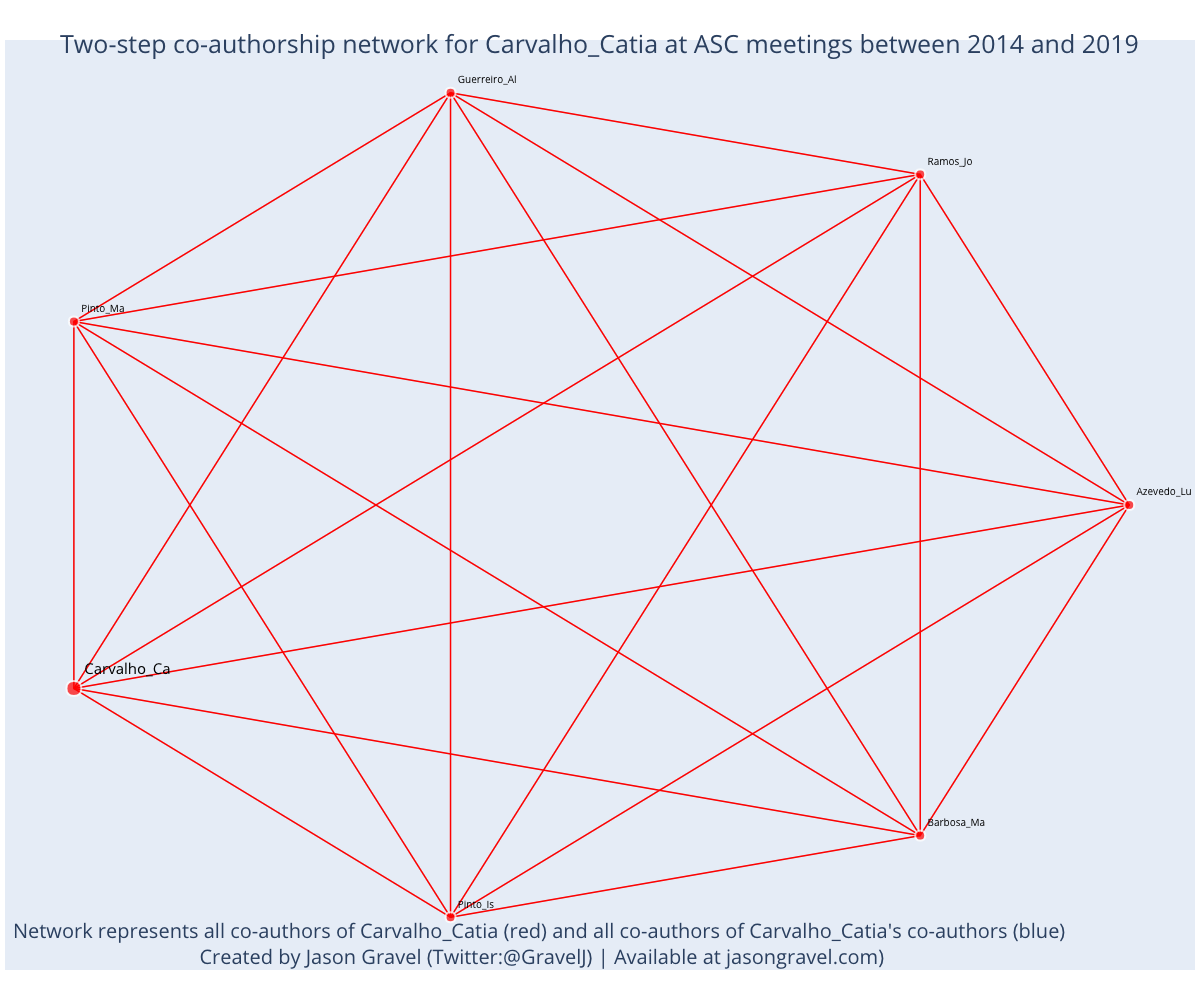 Two-step co-authorship network for Carvalho_Catia at ASC meetings between 2014 and 2019
Guerreiro_Al
Ramos_Jo
Pinto_Ma
Azevedo_Lu
Carvalho_Ca
Barbosa_Ma
Pinto_Is
Network represents all co-authors of Carvalho_Catia (red) and all co-authors of Carvalho_Catia's co-authors (blue)
Created by Jason Gravel (Twitter:@GravelJ) | Available at jasongravel.com)